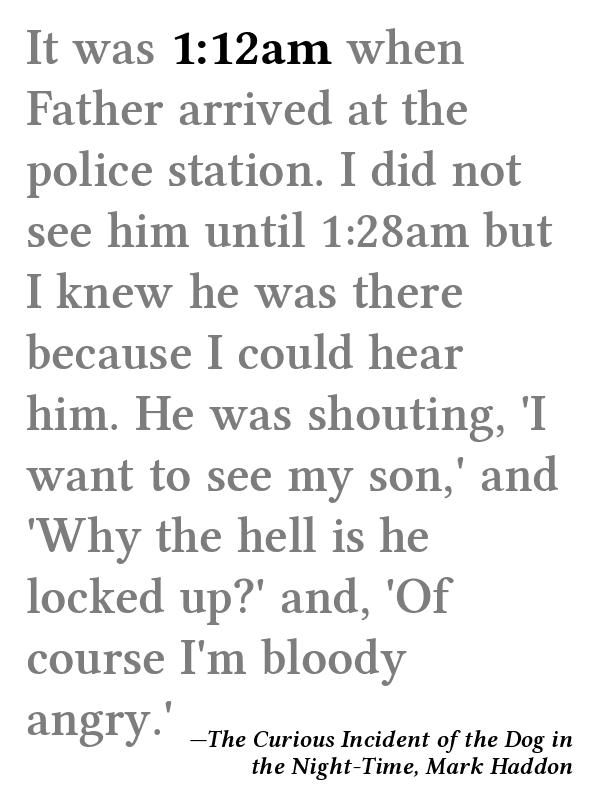 It was 1:12am when
Father arrived at the
police station. I did not
see him until 1:28am but
I knew he was there
because I could hear
him. He was shouting, 'I
want to see my son,' and
'Why the hell is he
locked up?' and, 'Of
course I'm bloody
angry.'
—The Curious Incident of the Dog in
the Night-Time, Mark Haddon